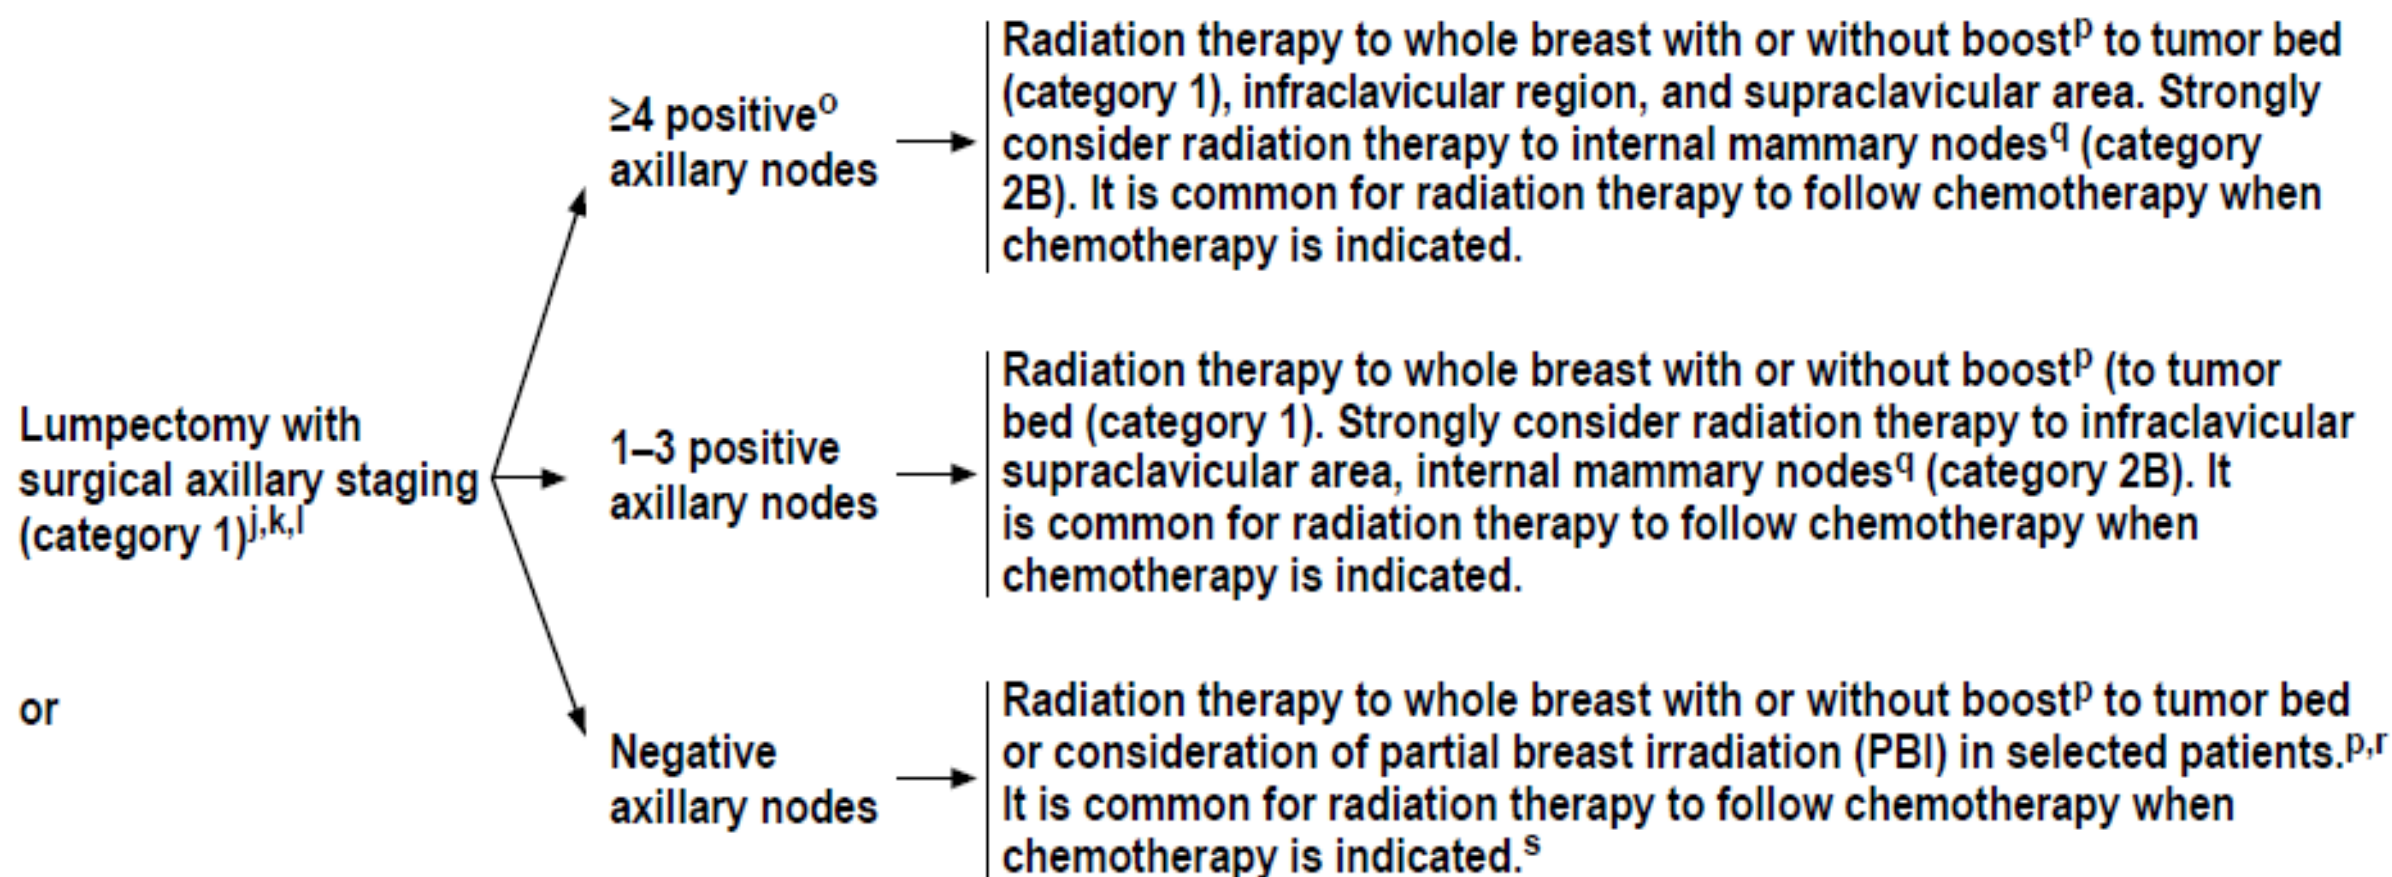 Lumpectomy with
surgical axillary staging
(category 1)j,k,l
or
≥4 positiveo
axillary nodes
Radiation therapy to whole breast with or without boostp to tumor bed
(category 1), infraclavicular region, and supraclavicular area. Strongly
consider radiation therapy to internal mammary nodesq (category
2B). It is common for radiation therapy to follow chemotherapy when
chemotherapy is indicated.
1–3 positive
axillary nodes
Radiation therapy to whole breast with or without boostp (to tumor
bed (category 1). Strongly consider radiation therapy to infraclavicular
supraclavicular area, internal mammary nodesq (category 2B). It
is common for radiation therapy to follow chemotherapy when
chemotherapy is indicated.
Negative
axillary nodes
Radiation therapy to whole breast with or without boostp to tumor bed
or consideration of partial breast irradiation (PBI) in selected patients.p,r
It is common for radiation therapy to follow chemotherapy when
chemotherapy is indicated.s